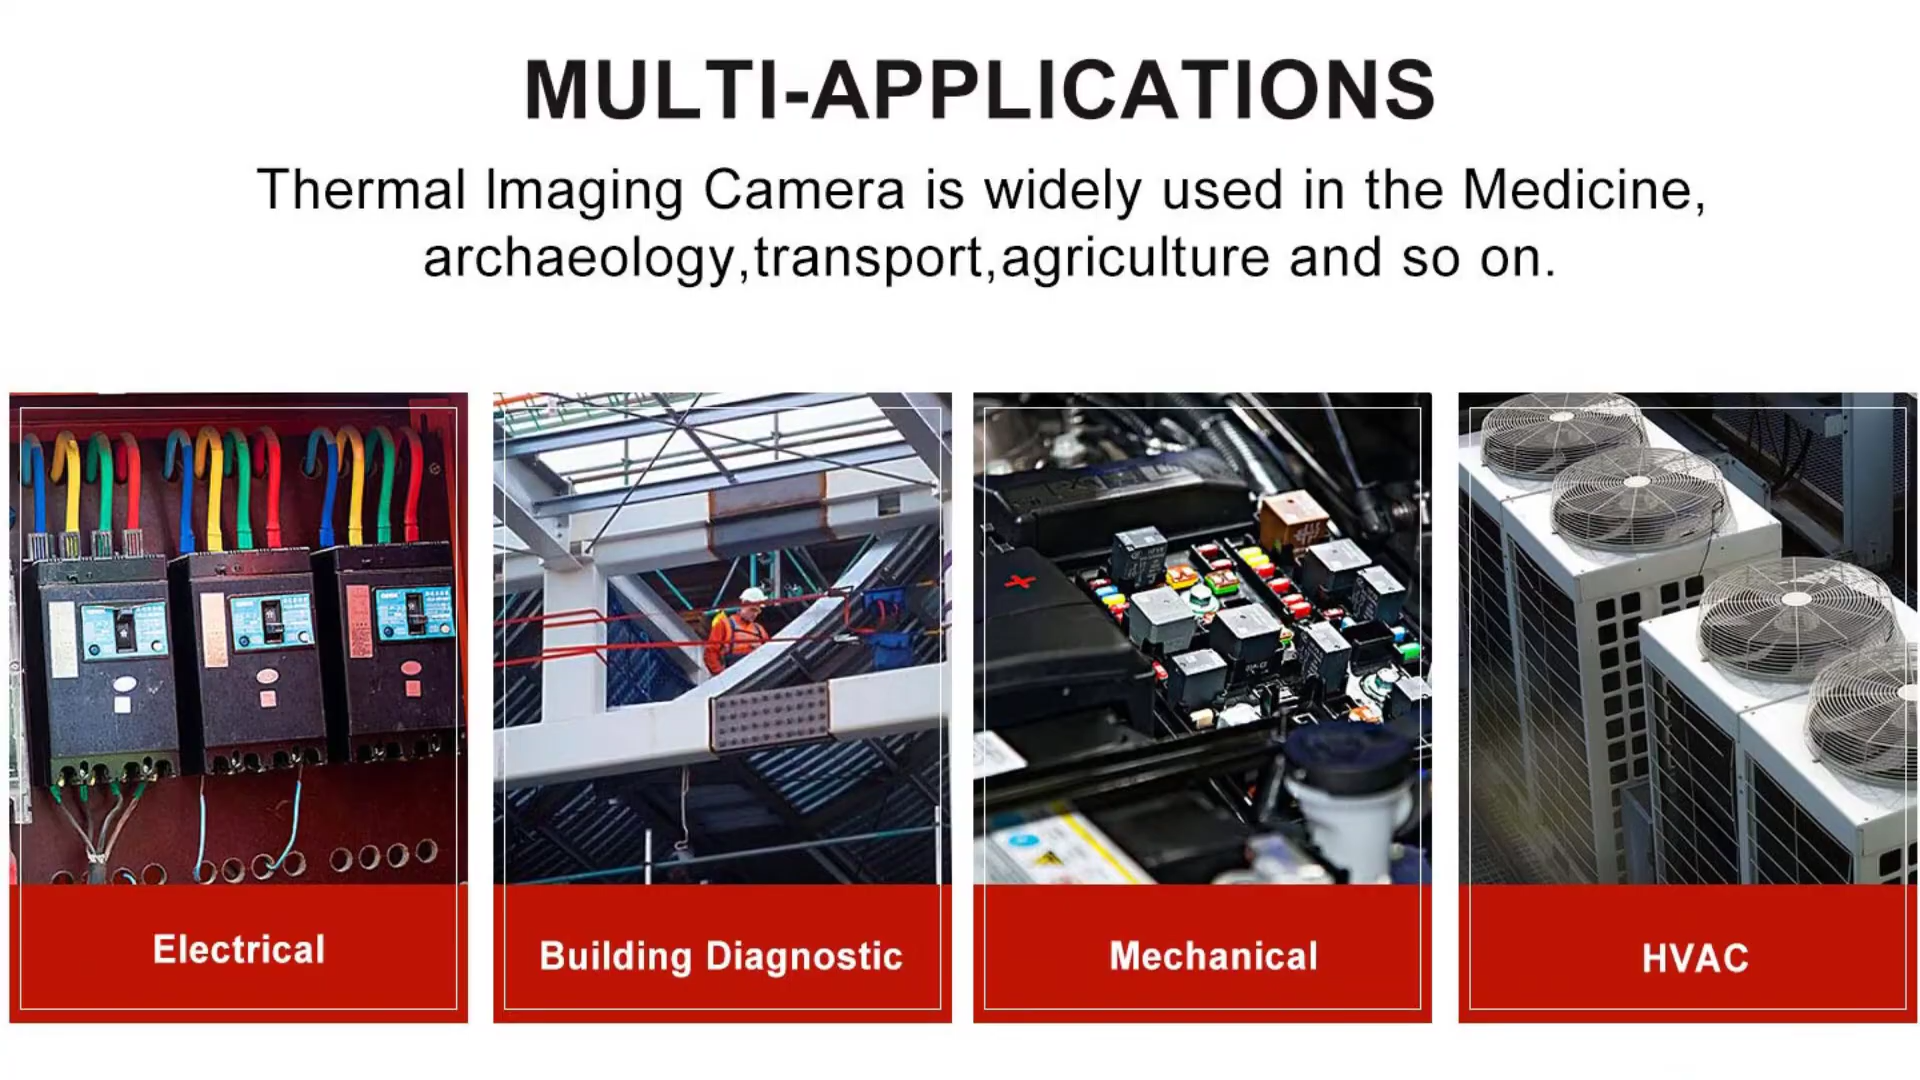 MULTI-APPLICATIONS
Thermal Imaging Camera is widely used in the Medicine,
archaeology,transport,agriculture and so on.
Electrical
Building Diagnostic
Mechanical
HVAC